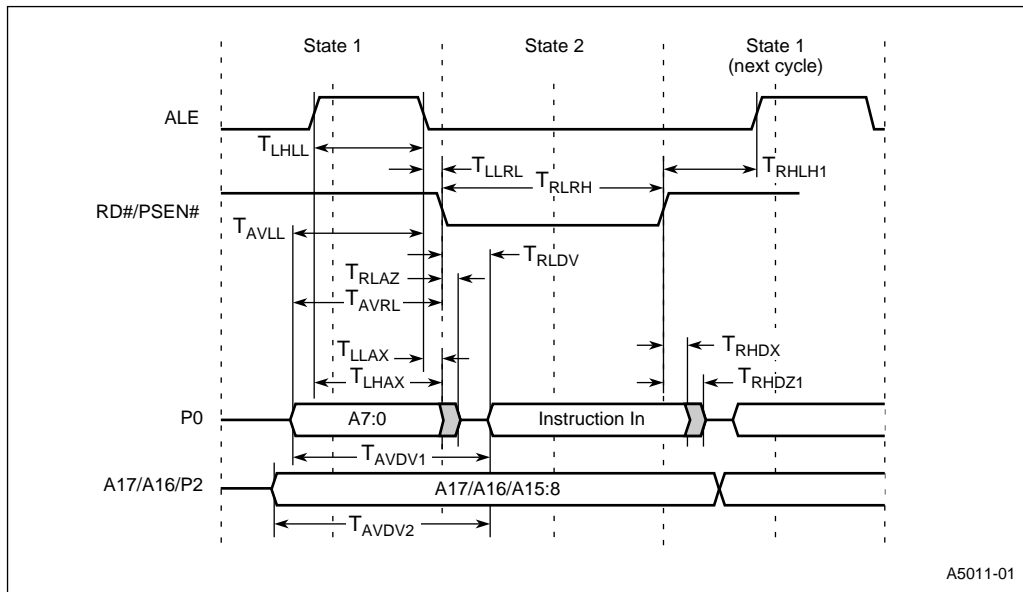 State 1
State 2
State 1
(next cycle)
ALE
TLHLL
TLLRL
TRLRH
TRHLH1
RD#/PSEN#
TAVLL
TRLDV
TRLAZ
TAVRL
TLLAX
TRHDX
TLHAX
TRHDZ1
P0
A7:0
Instruction In
TAVDV1
A17/A16/P2
A17/A16/A15:8
TAVDV2
A5011-01